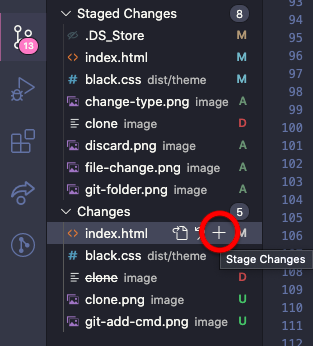 Staged Changes 8
.DS_Store M
index.html M
black.css dist/theme M
change-type.png image A
clone image D
discard.png image A
file-change.png image A
git-folder.png image A
Changes 5
index.html M
black.css dist/theme
clone image D
clone.png image U
git-add-cmd.png image U
Stage Changes
13
93
94
95
96
97
98
99
100
101
102
103
104
105
106
107
108
109
110